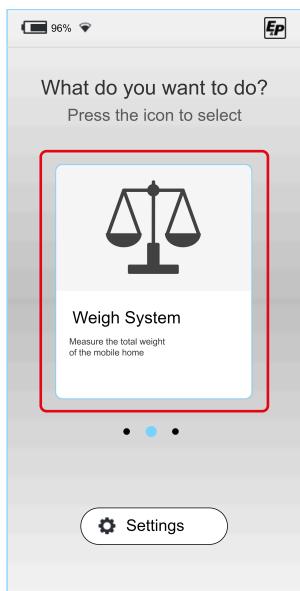 96%
E&P
What do you want to do?
Press the icon to select
Weigh System
Measure the total weight
of the mobile home
Settings